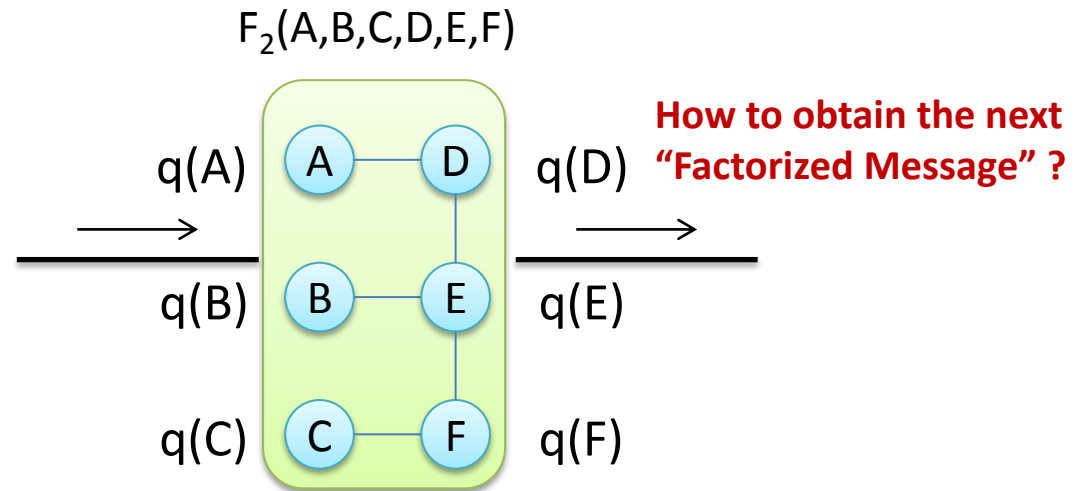 F₂(A,B,C,D,E,F)
How to obtain the next
“Factorized Message” ?
q(A) A D q(D)
q(B) B E q(E)
q(C) C F q(F)